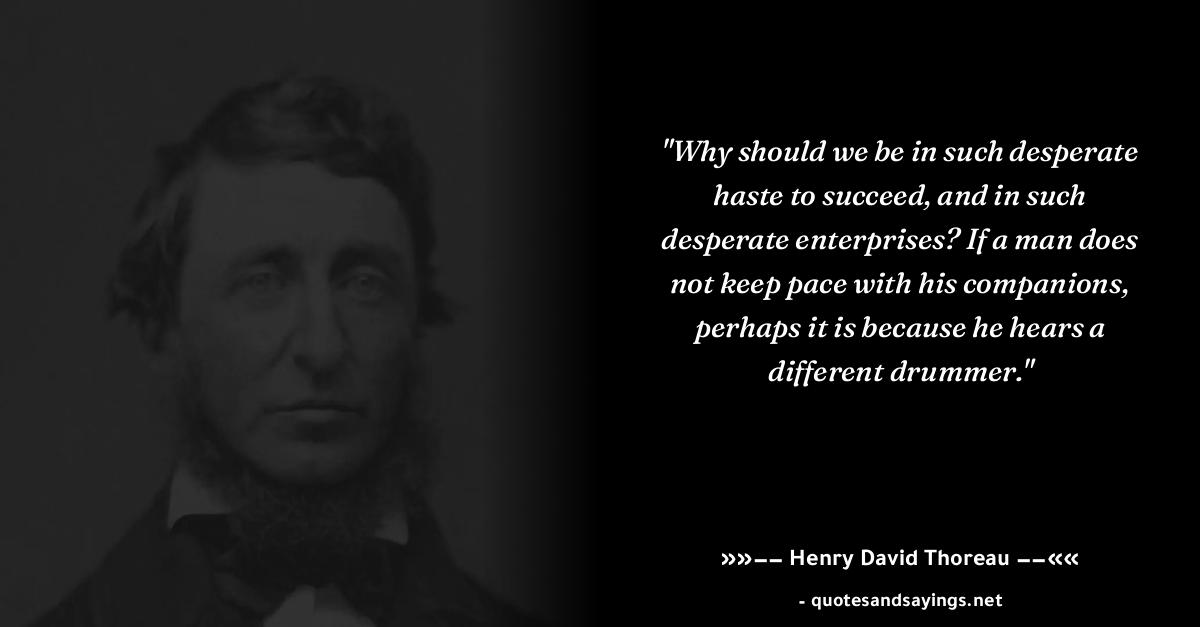 "Why should we be in such desperate
haste to succeed, and in such
desperate enterprises? If a man does
not keep pace with his companions,
perhaps it is because he hears a
different drummer."
»»–– Henry David Thoreau ––««
- quotesandsayings.net